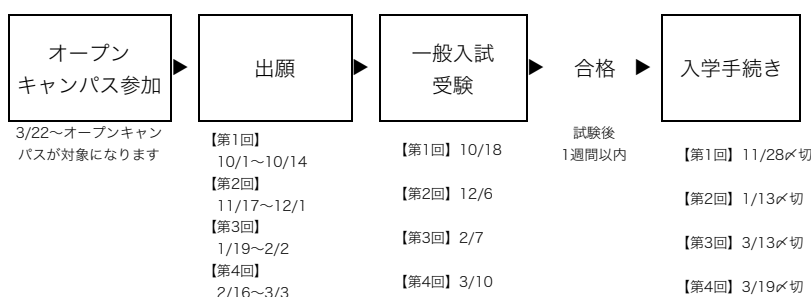 オープン
キャンパス参加
▶
出願
▶
一般入試
受験
▶
合格
▶
入学手続き
3/22〜オープンキャン
パスが対象になります
【第1回】
10/1〜10/14
【第2回】
11/17〜12/1
【第3回】
1/19〜2/2
【第4回】
2/16〜3/3
【第1回】10/18
【第2回】12/6
【第3回】2/7
【第4回】3/10
試験後
1週間以内
【第1回】11/28〆切
【第2回】1/13〆切
【第3回】3/13〆切
【第4回】3/19〆切